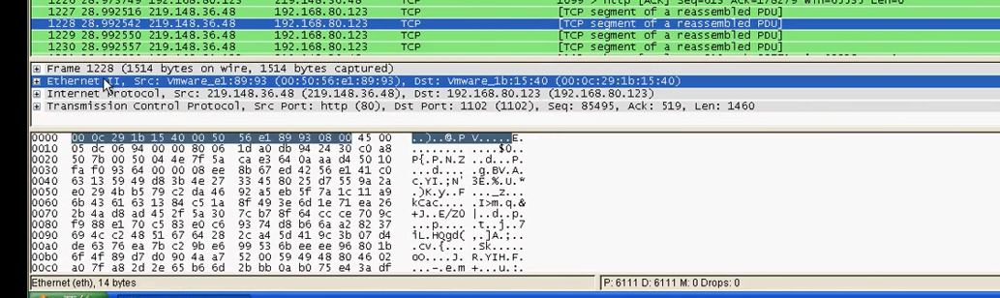 1226 28.973749 192.168.80.123 219.148.36.48 TCP 1099 > http [ACK] Seq=613 Ack=178279 Win=65535 Len=0
1227 28.992516 219.148.36.48 192.168.80.123 TCP [TCP segment of a reassembled PDU]
1228 28.992542 219.148.36.48 192.168.80.123 TCP [TCP segment of a reassembled PDU]
1229 28.992550 219.148.36.48 192.168.80.123 TCP [TCP segment of a reassembled PDU]
1230 28.992557 219.148.36.48 192.168.80.123 TCP [TCP segment of a reassembled PDU]
Frame 1228 (1514 bytes on wire, 1514 bytes captured)
Ethernet II, Src: Vmware_e1:89:93 (00:50:56:e1:89:93), Dst: Vmware_1b:15:40 (00:0c:29:1b:15:40)
Internet Protocol, Src: 219.148.36.48 (219.148.36.48), Dst: 192.168.80.123 (192.168.80.123)
Transmission Control Protocol, Src Port: http (80), Dst Port: 1102 (1102), Seq: 85495, Ack: 519, Len: 1460
0000 00 0c 29 1b 15 40 00 50 56 e1 89 93 08 00 45 00 ..)..@.P V.....E.
0010 05 dc 06 94 00 00 80 06 1d a0 db 94 24 30 c0 a8 ........ ....$0..
0020 50 7b 00 50 04 4e 7f 5a ca e3 64 0a aa d4 50 10 P{.P.N.Z ..d...P.
0030 fa f0 93 64 00 00 08 ee 8b 67 ed 42 56 e1 41 c0 ...d.... .g.BV.A.
0040 63 13 59 49 d8 3b 4e 27 33 45 80 25 d7 55 9a 2a c.YI.;N' 3E.%.U.*
0050 e0 29 4b b5 79 c2 da 46 92 a5 eb 5f 7a 1c 11 a9 .)K.y..F ..._z...
0060 6b 43 61 63 13 84 c5 1a 8f 49 3e 6d 1e 71 ea 26 kCac.... .I>m.q.&
0070 2b 4a d8 ad 45 2f 5a 30 7c b7 8f 64 cc ce 70 9c +J..E/Z0 |..d..p.
0080 f9 88 e1 70 c5 83 e0 c6 93 74 d8 b6 6a a2 82 37 ...p.... .t..j..7
0090 69 4c c2 48 51 67 64 28 2c a4 5d 41 9c 3b 07 d4 iL.HQgd( ,.]A.;..
00a0 de 63 76 ea 7b c2 9b e6 99 53 6b ee ee 96 80 1b .cv.{... .Sk.....
00b0 6f 4f 89 d7 d0 90 4a a7 52 00 59 49 48 80 46 02 oO....J. R.YIH.F.
00c0 a0 7f a8 2d 2e 65 b6 6d 2b bb 0a b0 75 e4 3a df ...-.e.m +...u.:.
Ethernet (eth), 14 bytes P: 6111 D: 6111 M: 0 Drops: 0